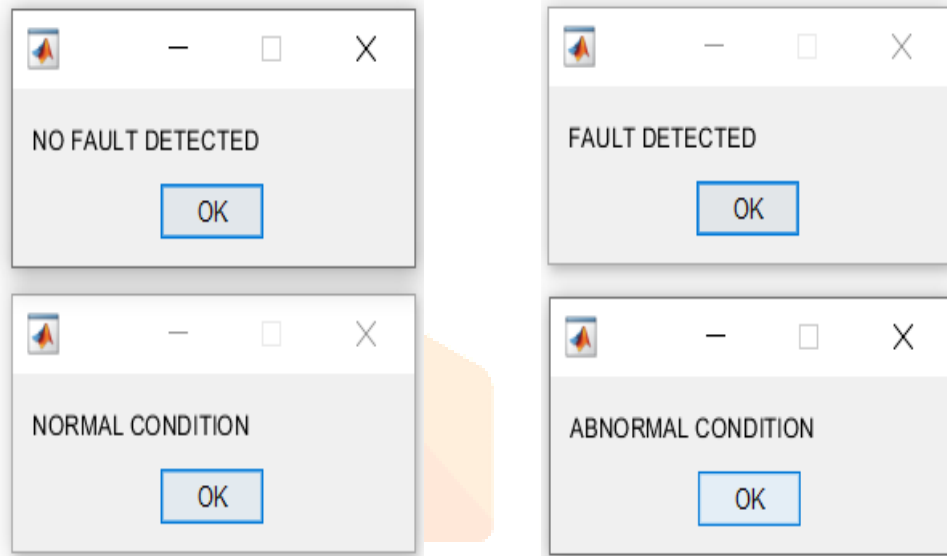 NO FAULT DETECTED
OK
FAULT DETECTED
OK
NORMAL CONDITION
OK
ABNORMAL CONDITION
OK